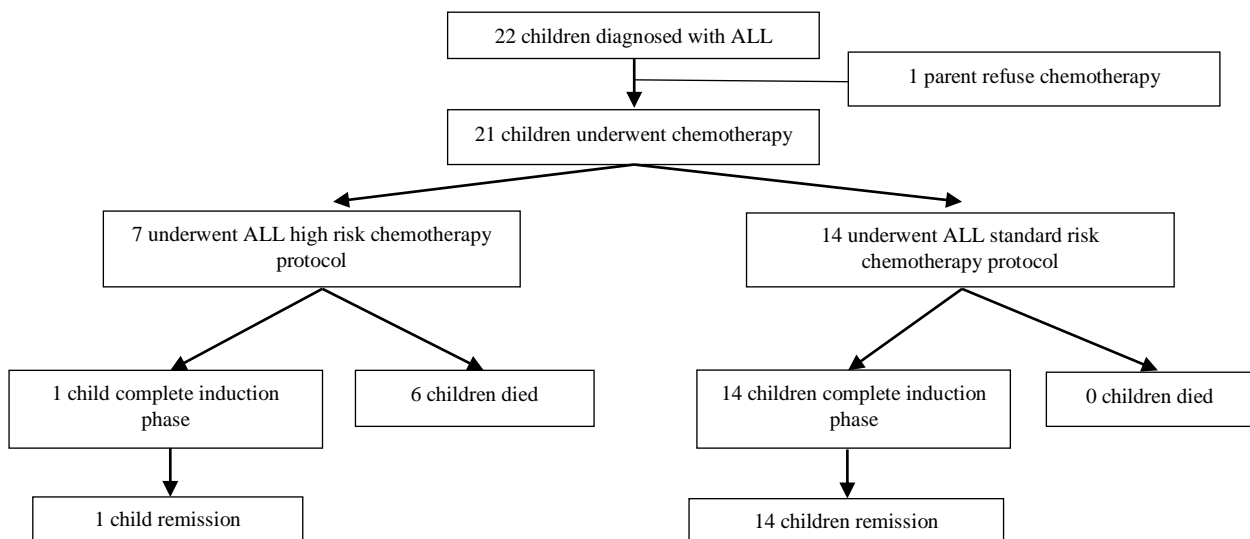 22 children diagnosed with ALL
1 parent refuse chemotherapy
21 children underwent chemotherapy
7 underwent ALL high risk chemotherapy
protocol
14 underwent ALL standard risk
chemotherapy protocol
1 child complete induction
phase
6 children died
14 children complete induction
phase
0 children died
1 child remission
14 children remission